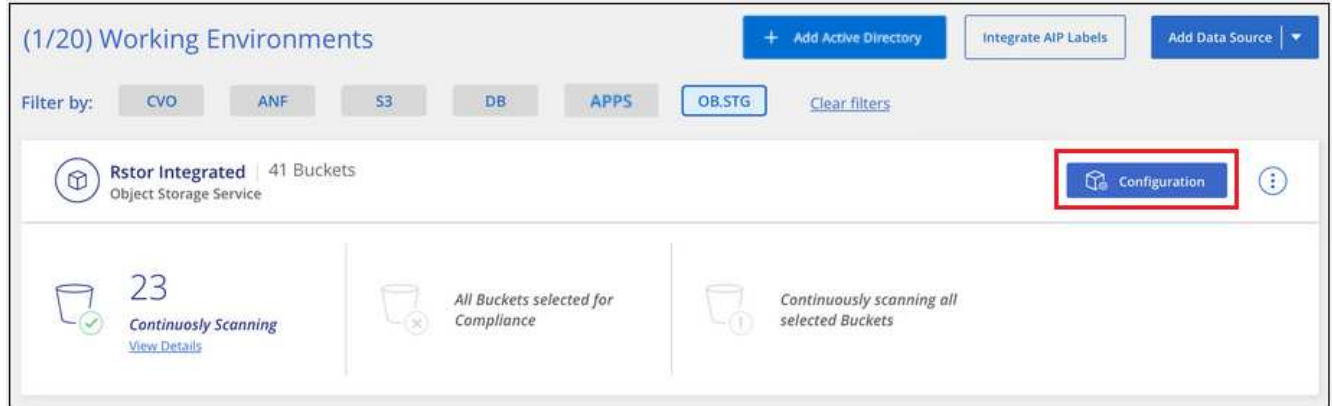 (1/20) Working Environments
+ Add Active Directory
Integrate AIP Labels
Add Data Source
Filter by: CVO ANF S3 DB APPS OB.STG Clear filters
Rstor Integrated | 41 Buckets
Object Storage Service
Configuration
23
Continuosly Scanning
View Details
All Buckets selected for
Compliance
Continuously scanning all
selected Buckets